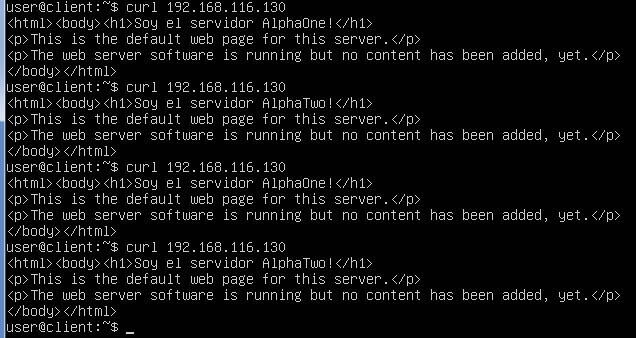 user@client:~$ curl 192.168.116.130
<html><body><h1>Soy el servidor AlphaOne!</h1>
<p>This is the default web page for this server.</p>
<p>The web server software is running but no content has been added, yet.</p>
</body></html>
user@client:~$ curl 192.168.116.130
<html><body><h1>Soy el servidor AlphaTwo!</h1>
<p>This is the default web page for this server.</p>
<p>The web server software is running but no content has been added, yet.</p>
</body></html>
user@client:~$ curl 192.168.116.130
<html><body><h1>Soy el servidor AlphaOne!</h1>
<p>This is the default web page for this server.</p>
<p>The web server software is running but no content has been added, yet.</p>
</body></html>
user@client:~$ curl 192.168.116.130
<html><body><h1>Soy el servidor AlphaTwo!</h1>
<p>This is the default web page for this server.</p>
<p>The web server software is running but no content has been added, yet.</p>
</body></html>
user@client:~$ _